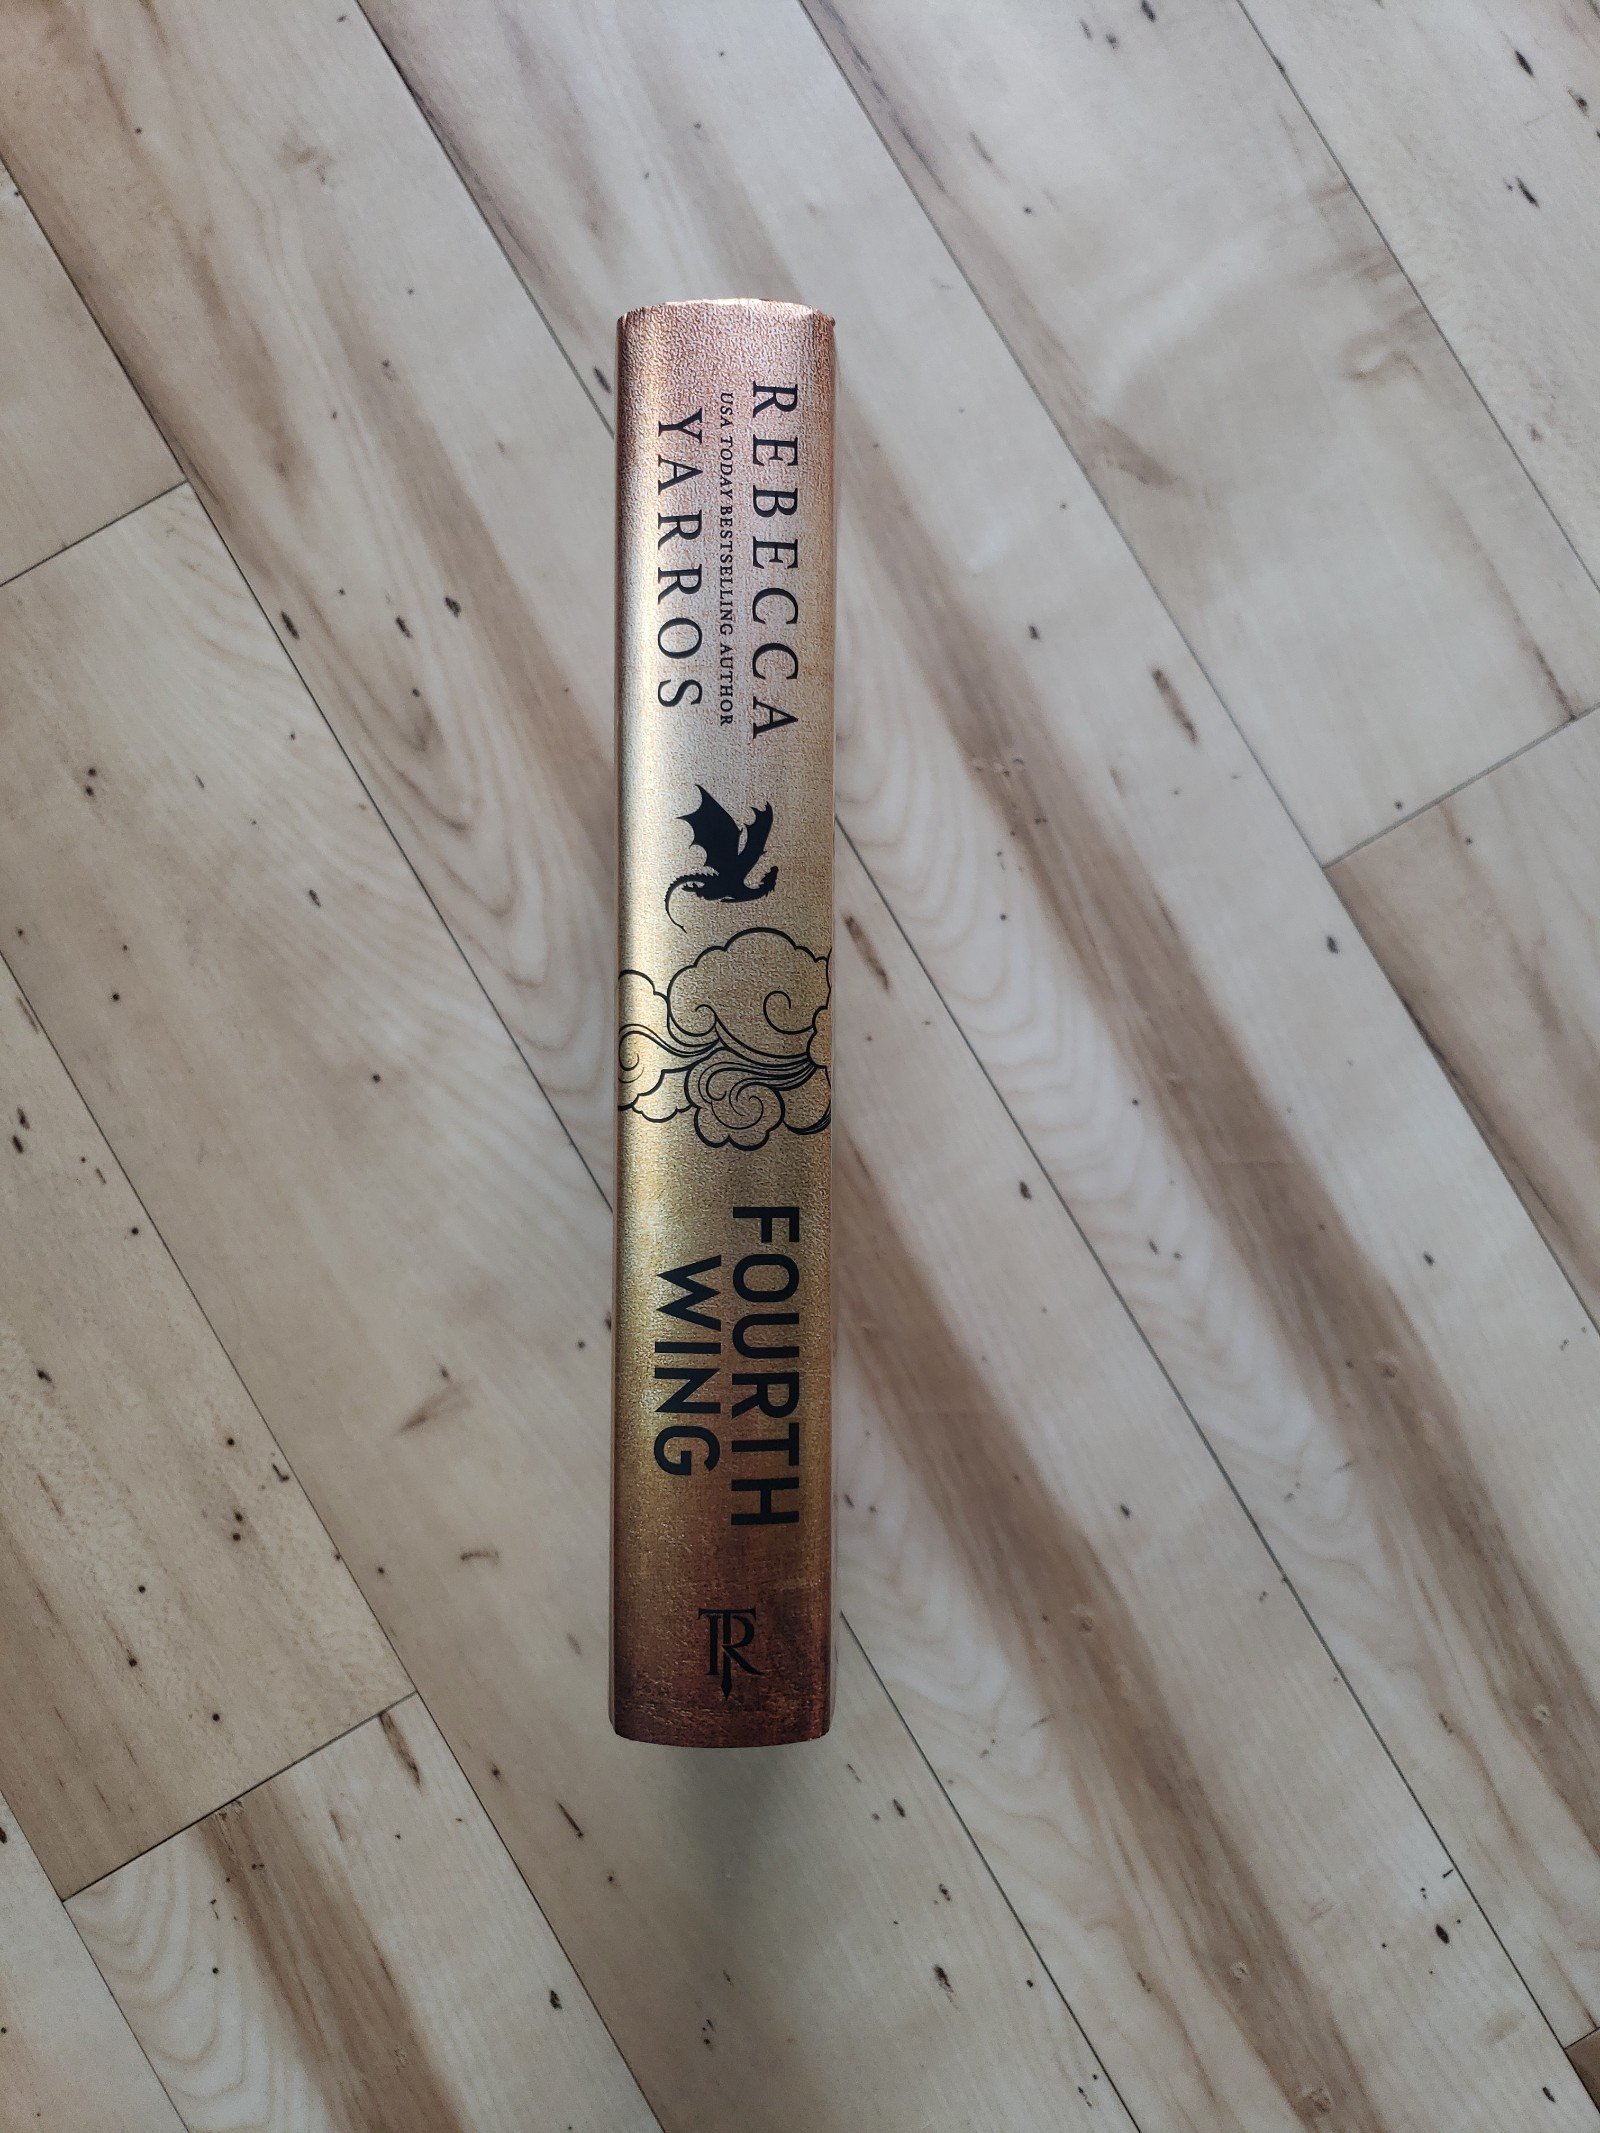 REBECCA
USA TODAY BESTSELLING AUTHOR
YARROS
FOURTH
WING
TR